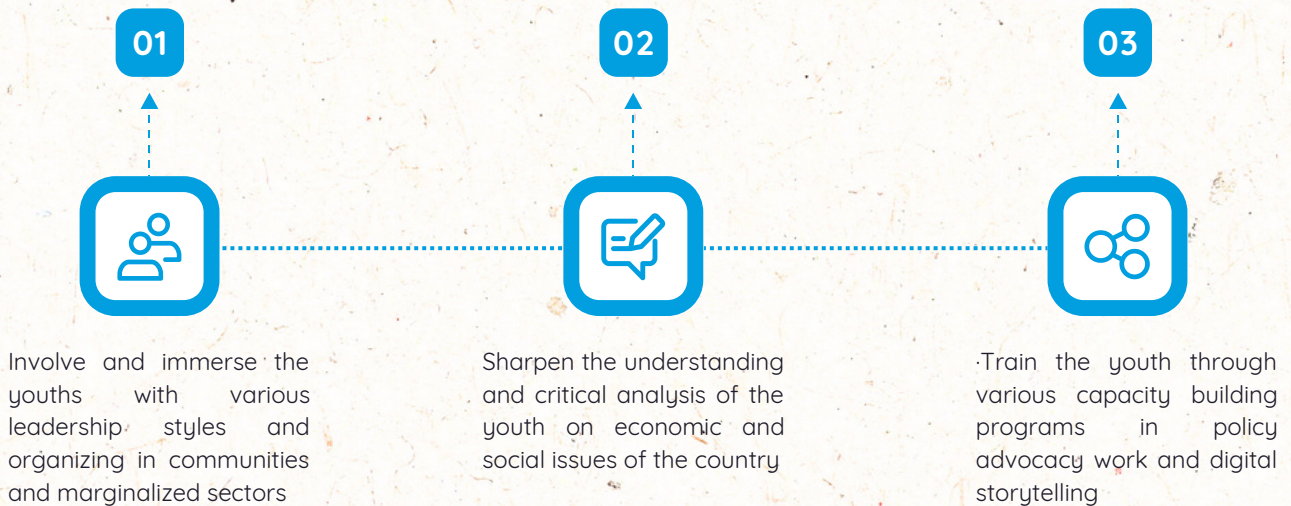 01
02
03
Involve and immerse the
youths with various
leadership styles and
organizing in communities
and marginalized sectors
Sharpen the understanding
and critical analysis of the
youth on economic and
social issues of the country
·Train the youth through
various capacity building
programs in policy
advocacy work and digital
storytelling